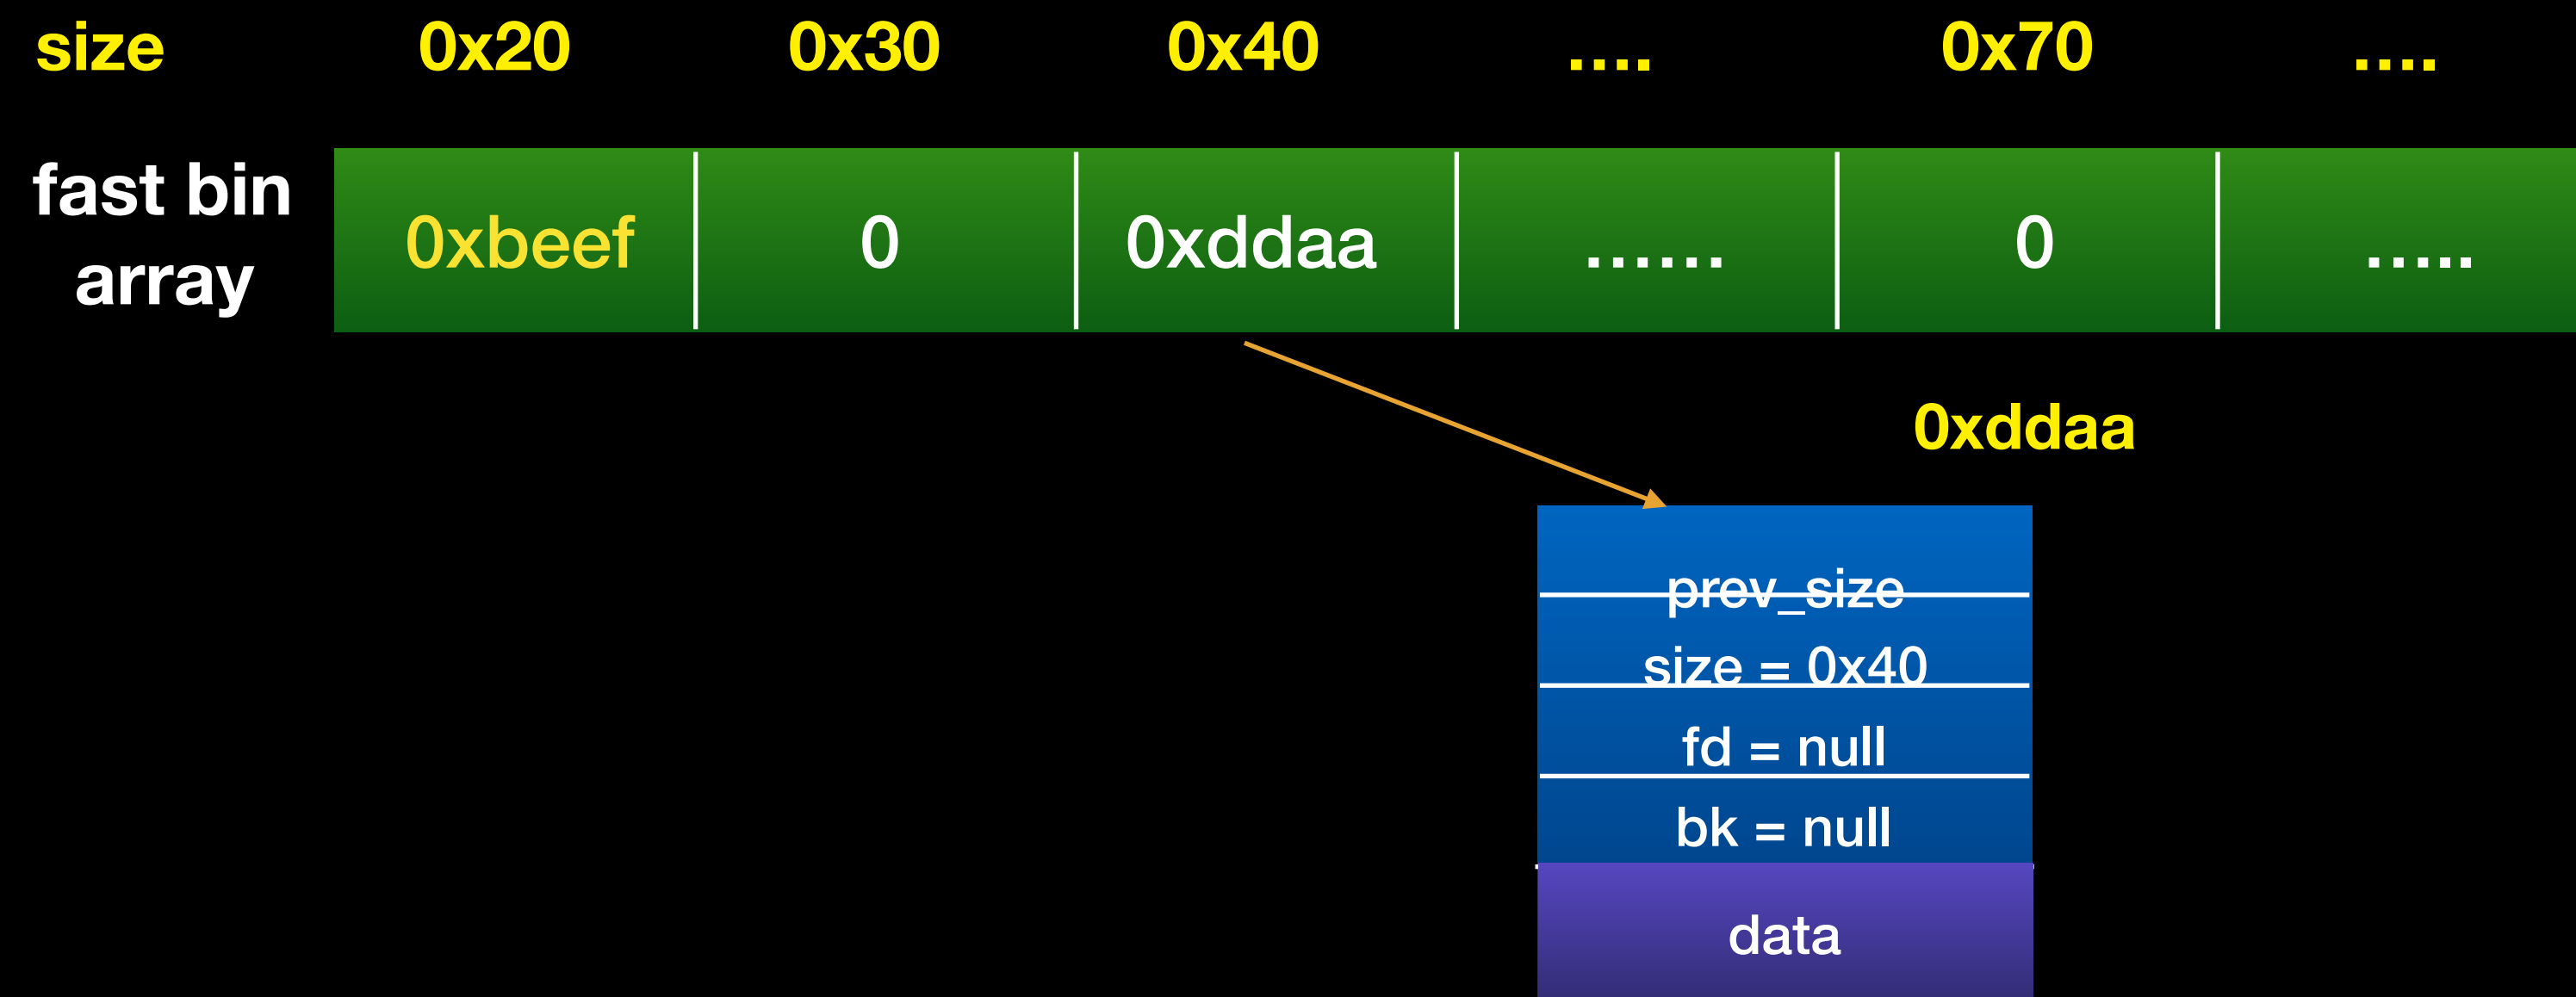 size 0x20 0x30 0x40 .... 0x70 ....
fast bin
array
0xbeef 0 0xddaa ...... 0 .....
0xddaa
prev_size
size = 0x40
fd = null
bk = null
data